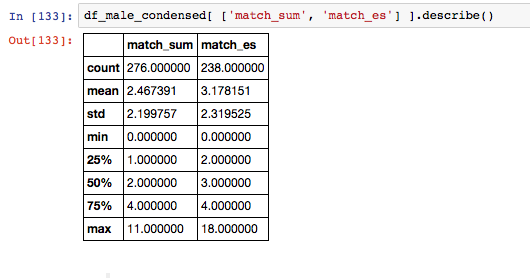 In [133]: df_male_condensed[ ['match_sum', 'match_es'] ].describe()
Out[133]:
match_sum match_es
count 276.000000 238.000000
mean 2.467391 3.178151
std 2.199757 2.319525
min 0.000000 0.000000
25% 1.000000 2.000000
50% 2.000000 3.000000
75% 4.000000 4.000000
max 11.000000 18.000000